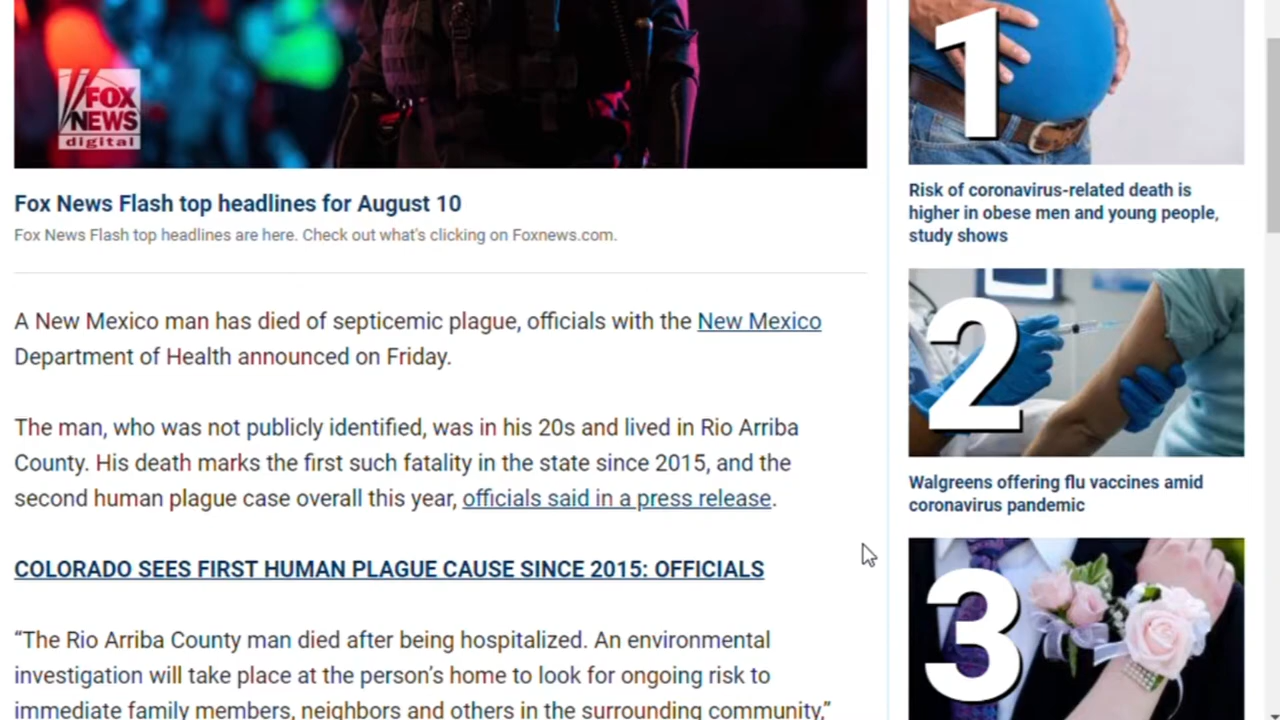 FOX
NEWS
digital
Fox News Flash top headlines for August 10
Fox News Flash top headlines are here. Check out what's clicking on Foxnews.com.
A New Mexico man has died of septicemic plague, officials with the New Mexico
Department of Health announced on Friday.
The man, who was not publicly identified, was in his 20s and lived in Rio Arriba
County. His death marks the first such fatality in the state since 2015, and the
second human plague case overall this year, officials said in a press release.
COLORADO SEES FIRST HUMAN PLAGUE CAUSE SINCE 2015: OFFICIALS
“The Rio Arriba County man died after being hospitalized. An environmental
investigation will take place at the person’s home to look for ongoing risk to
immediate family members, neighbors and others in the surrounding community,”
1
Risk of coronavirus-related death is
higher in obese men and young people,
study shows
2
Walgreens offering flu vaccines amid
coronavirus pandemic
3